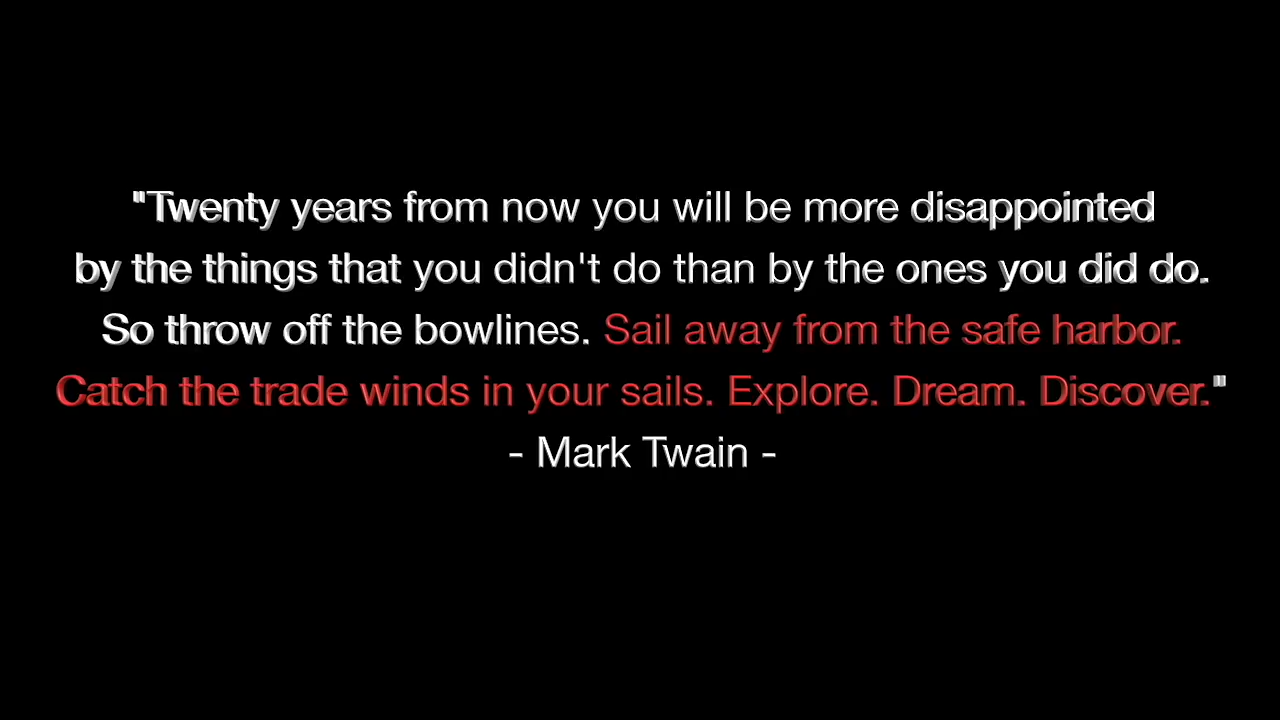 "Twenty years from now you will be more disappointed
by the things that you didn't do than by the ones you did do.
So throw off the bowlines. Sail away from the safe harbor.
Catch the trade winds in your sails. Explore. Dream. Discover."
- Mark Twain -